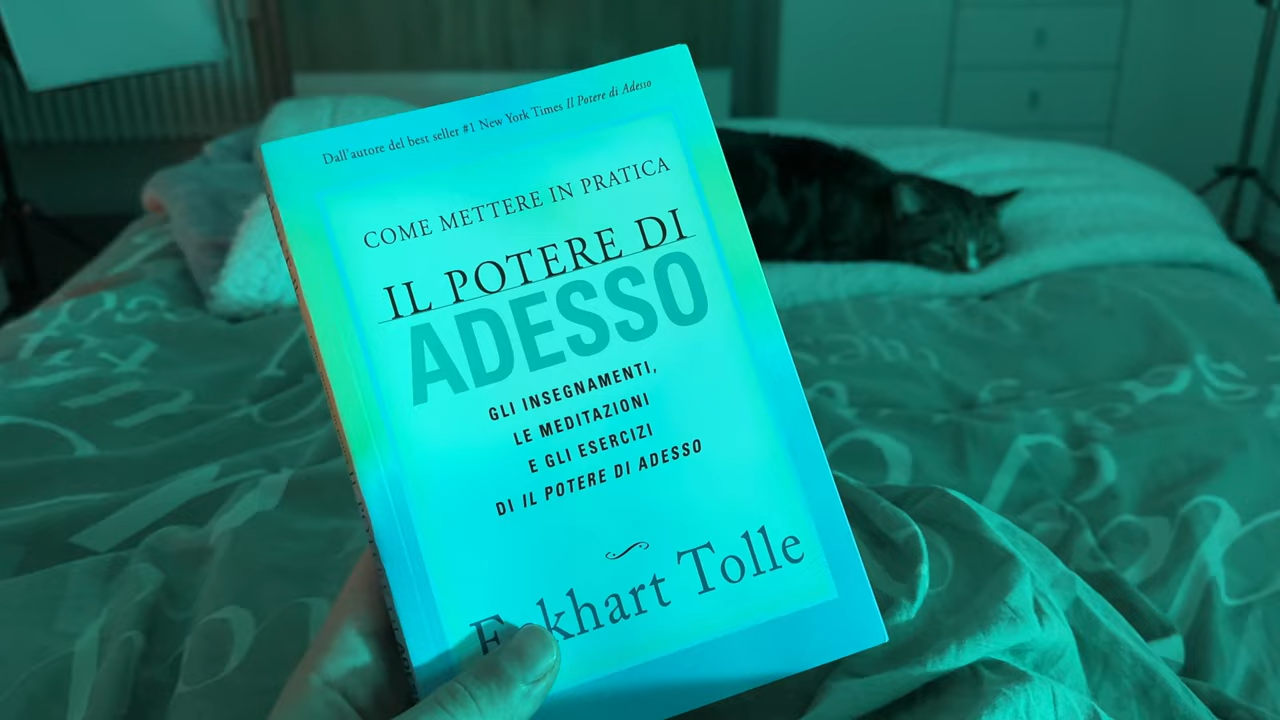 Dall'autore del best seller #1 New York Times Il Potere di Adesso
COME METTERE IN PRATICA
IL POTERE DI
ADESSO
GLI INSEGNAMENTI,
LE MEDITAZIONI
E GLI ESERCIZI
DI IL POTERE DI ADESSO
Eckhart Tolle